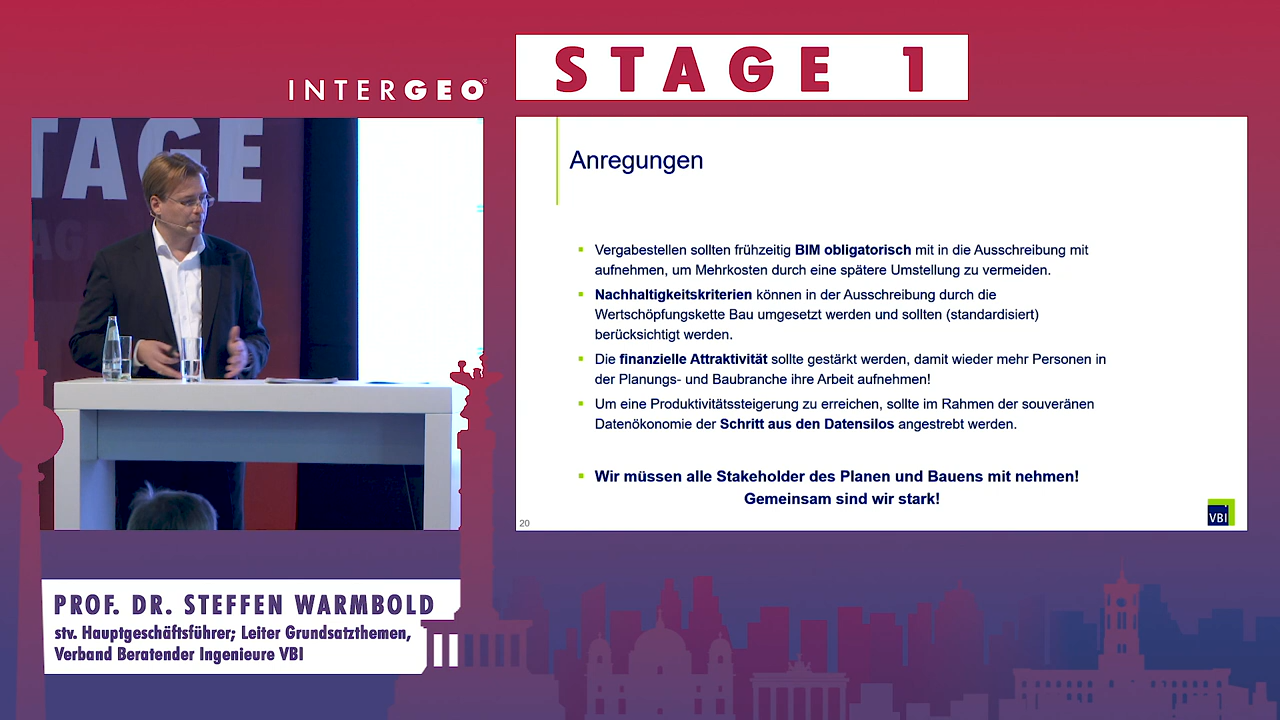 STAGE 1
INTERGEO
TAGE
Anregungen
Vergabestellen sollten frühzeitig BIM obligatorisch mit in die Ausschreibung mit
aufnehmen, um Mehrkosten durch eine spätere Umstellung zu vermeiden.
Nachhaltigkeitskriterien können in der Ausschreibung durch die
Wertschöpfungskette Bau umgesetzt werden und sollten (standardisiert)
berücksichtigt werden.
Die finanzielle Attraktivität sollte gestärkt werden, damit wieder mehr Personen in
der Planungs- und Baubranche ihre Arbeit aufnehmen!
Um eine Produktivitätssteigerung zu erreichen, sollte im Rahmen der souveränen
Datenökonomie der Schritt aus den Datensilos angestrebt werden.
Wir müssen alle Stakeholder des Planen und Bauens mit nehmen!
Gemeinsam sind wir stark!
20
VBI
PROF. DR. STEFFEN WARMBOLD
stv. Hauptgeschäftsführer; Leiter Grundsatzthemen,
Verband Beratender Ingenieure VBI